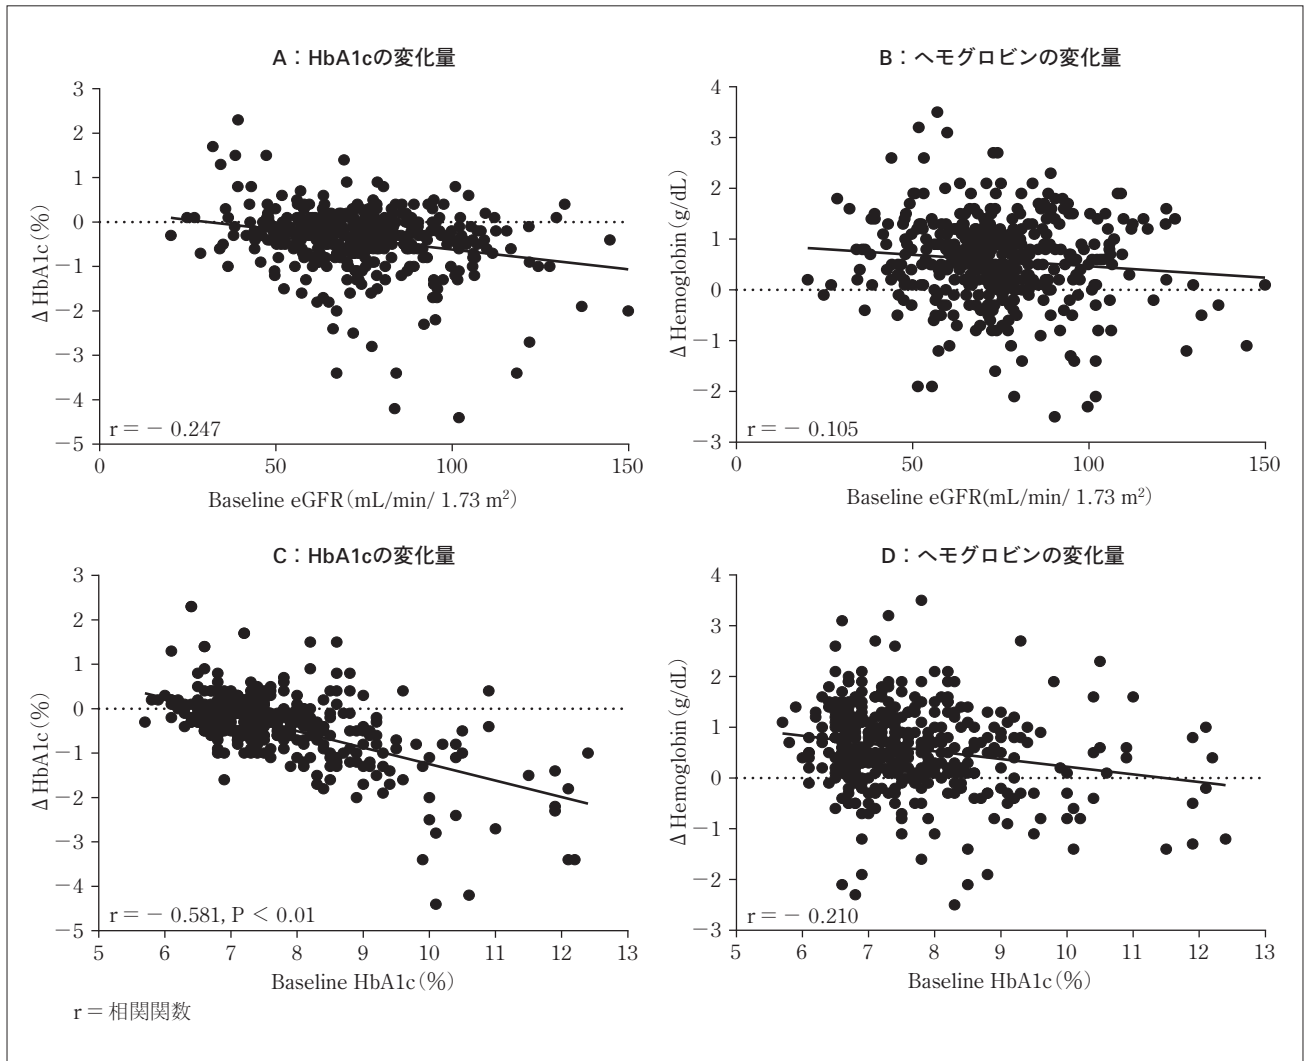 A：HbA1cの変化量
3
2
1
0
−1
−2
−3
−4
−5
ΔHbA1c（%）
r = − 0.247
0 50 100 150
Baseline eGFR（mL/min/ 1.73 m²）
B：ヘモグロビンの変化量
4
3
2
1
0
−1
−2
−3
Δ Hemoglobin（g/dL）
r = − 0.105
0 50 100 150
Baseline eGFR(mL/min/ 1.73 m²）
C：HbA1cの変化量
3
2
1
0
−1
−2
−3
−4
−5
ΔHbA1c（%）
r = − 0.581, P < 0.01
5 6 7 8 9 10 11 12 13
Baseline HbA1c（%）
D：ヘモグロビンの変化量
4
3
2
1
0
−1
−2
−3
Δ Hemoglobin（g/dL）
r = − 0.210
5 6 7 8 9 10 11 12 13
Baseline HbA1c（%）
r = 相関関数